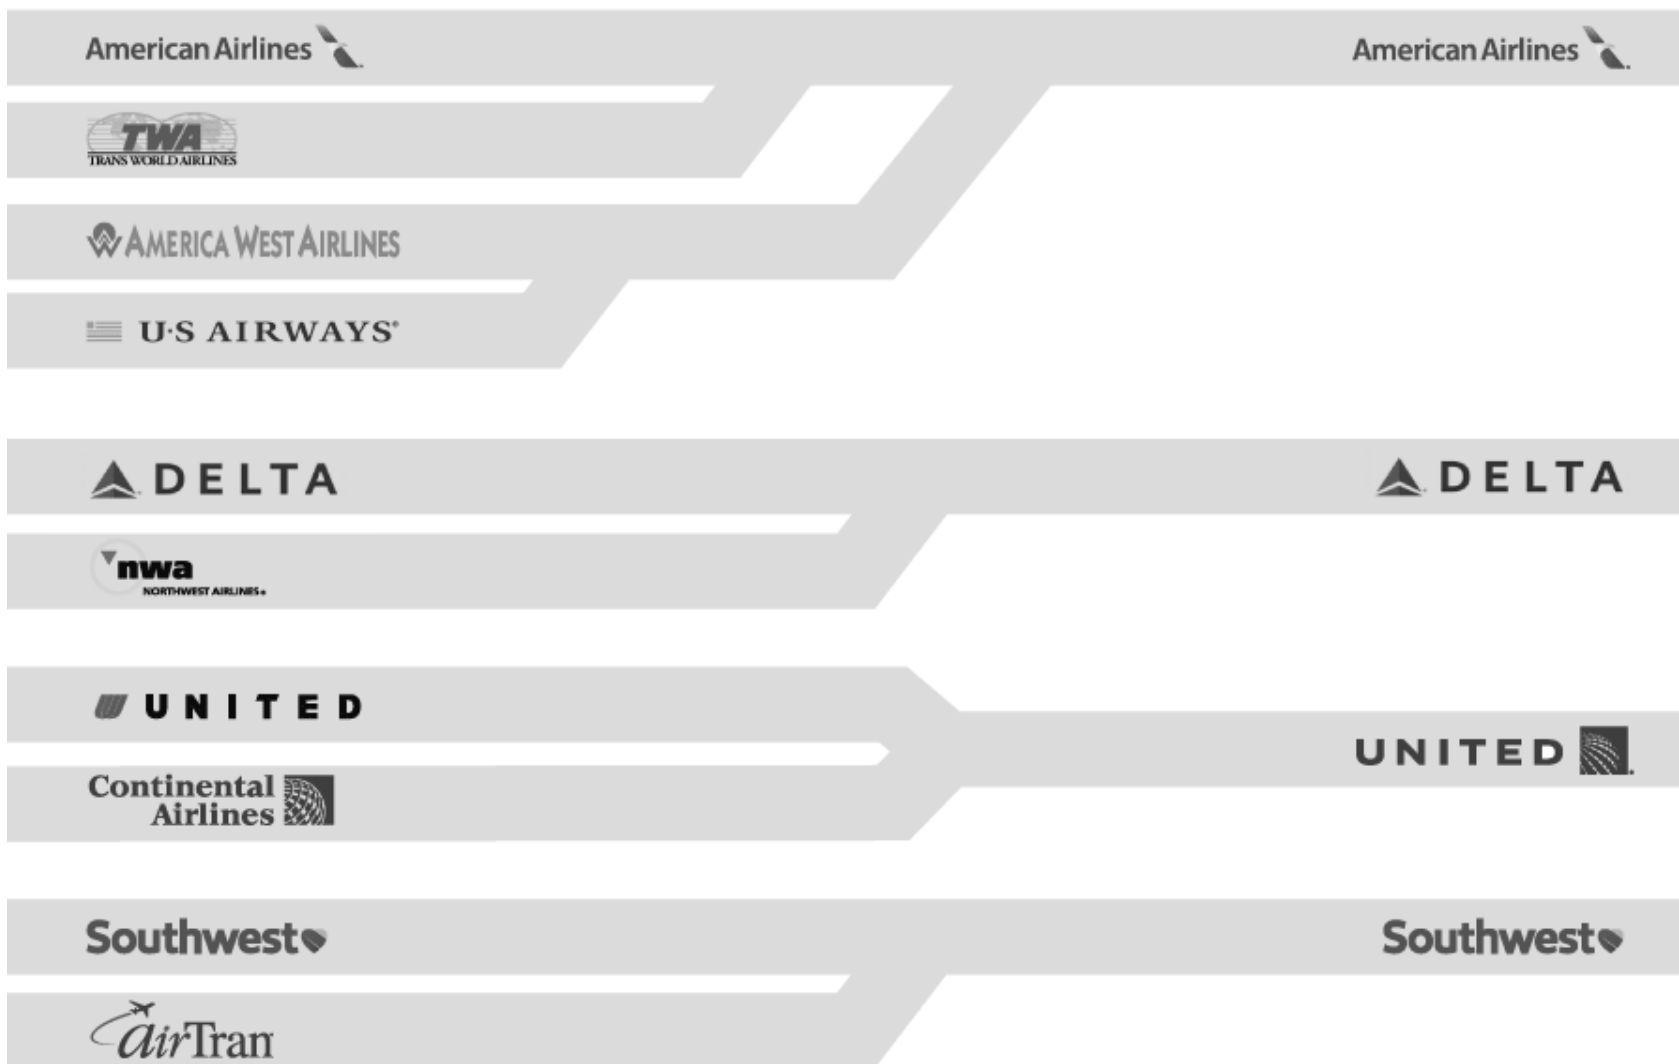 American Airlines
American Airlines
TWA
TRANS WORLD AIRLINES
AMERICA WEST AIRLINES
U·S AIRWAYS
DELTA
DELTA
nwa
NORTHWEST AIRLINES
UNITED
Continental
Airlines
UNITED
Southwest
Southwest
airTran